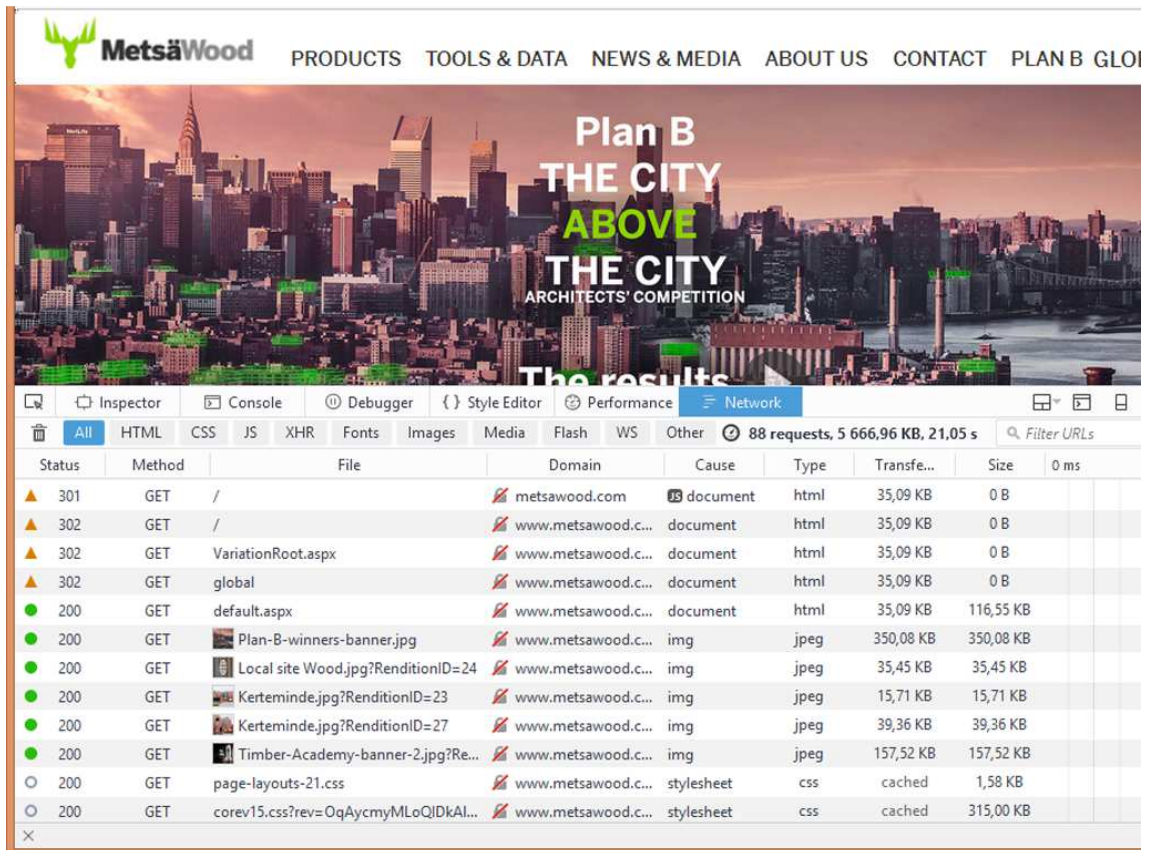 MetsäWood PRODUCTS TOOLS & DATA NEWS & MEDIA ABOUT US CONTACT PLAN B GLOI
MetLife
Plan B
THE CITY
ABOVE
THE CITY
ARCHITECTS' COMPETITION
The results
Inspector Console Debugger { } Style Editor Performance Network
All HTML CSS JS XHR Fonts Images Media Flash WS Other 88 requests, 5 666,96 KB, 21,05 s Filter URLs
Status Method File Domain Cause Type Transfe... Size 0 ms
301 GET / metsawood.com JS document html 35,09 KB 0 B
302 GET / www.metsawood.c... document html 35,09 KB 0 B
302 GET VariationRoot.aspx www.metsawood.c... document html 35,09 KB 0 B
302 GET global www.metsawood.c... document html 35,09 KB 0 B
200 GET default.aspx www.metsawood.c... document html 35,09 KB 116,55 KB
200 GET Plan-B-winners-banner.jpg www.metsawood.c... img jpeg 350,08 KB 350,08 KB
200 GET Local site Wood.jpg?RenditionID=24 www.metsawood.c... img jpeg 35,45 KB 35,45 KB
200 GET Kerteminde.jpg?RenditionID=23 www.metsawood.c... img jpeg 15,71 KB 15,71 KB
200 GET Kerteminde.jpg?RenditionID=27 www.metsawood.c... img jpeg 39,36 KB 39,36 KB
200 GET Timber-Academy-banner-2.jpg?Re... www.metsawood.c... img jpeg 157,52 KB 157,52 KB
200 GET page-layouts-21.css www.metsawood.c... stylesheet css cached 1,58 KB
200 GET corev15.css?rev=OqAycmyMLoQIDkAI... www.metsawood.c... stylesheet css cached 315,00 KB